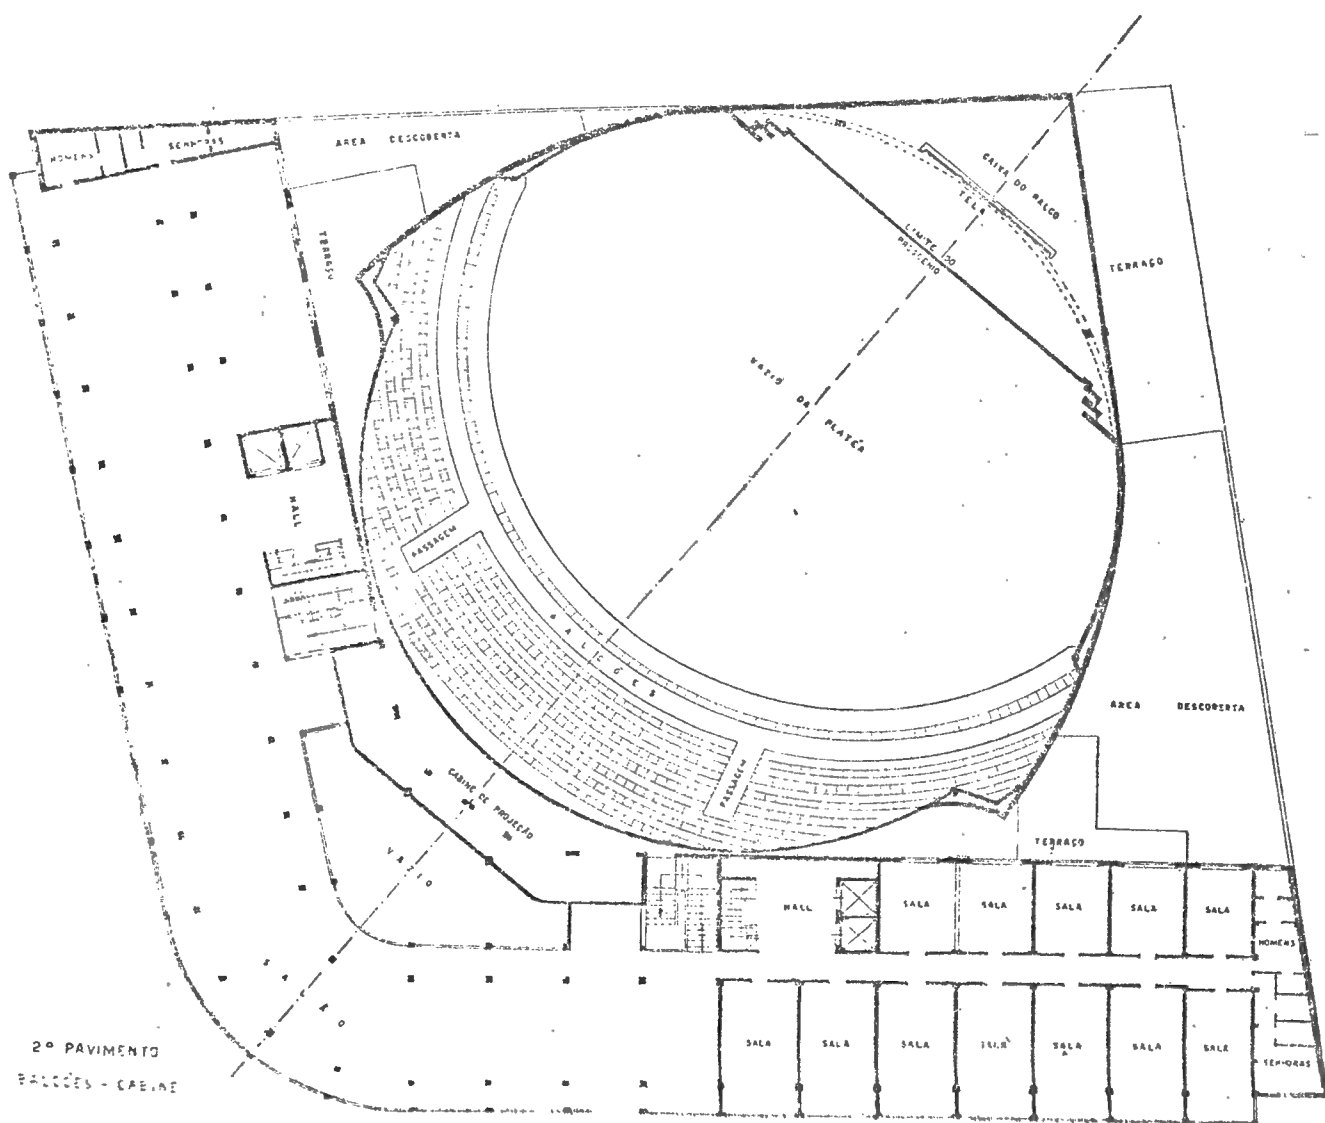 HOMENS
SENHORAS
AREA DESCOBERTA
CAIXA DO PALCO
TELA
LIMITE DO
PROSCENIO
TERRAÇO
TERRAÇO
VAZIO DA PLATÉA
HALL
PASSAGEM
BALCÕES
AREA DESCOBERTA
PASSAGEM
CABINE DE PROJEÇÃO
TERRAÇO
VAZIO
HALL
SALA
SALA
SALA
SALA
SALA
HOMENS
SALÃO
SALA
SALA
SALA
SALA
SALA
SALA
SALA
SENHORAS
2º PAVIMENTO
BALCÕES - CABINE